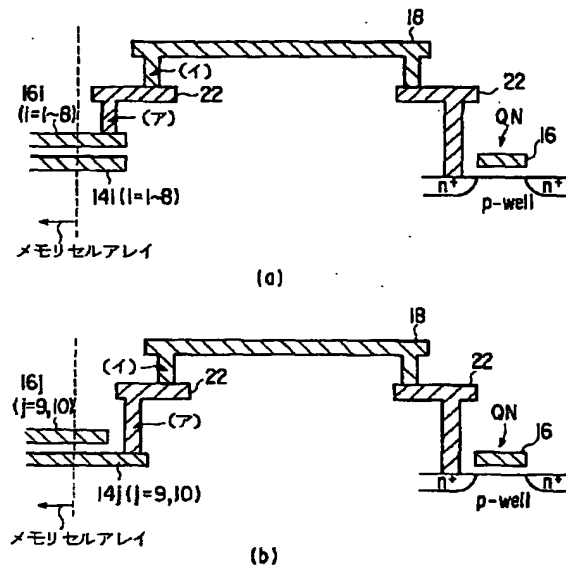 18
(イ)
16i
(i=1~8)
22
22
(ア)
QN
16
14i (i=1~8)
n+
n+
p-well
メモリセルアレイ
(a)
18
(イ)
16j
(j=9,10)
22
22
(ア)
QN
16
14j (j=9,10)
n+
n+
p-well
メモリセルアレイ
(b)